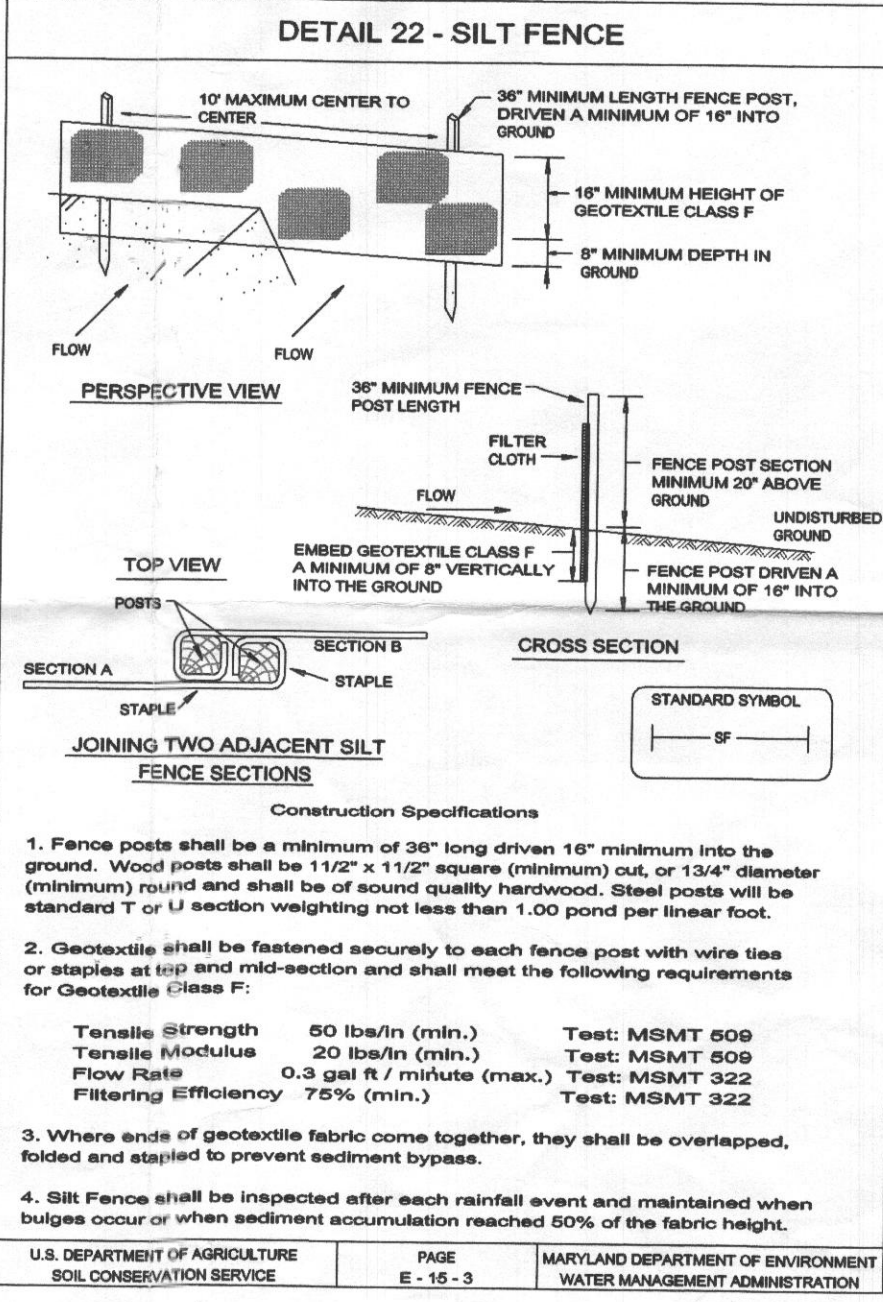 DETAIL 22 - SILT FENCE
10' MAXIMUM CENTER TO
CENTER
36" MINIMUM LENGTH FENCE POST,
DRIVEN A MINIMUM OF 16" INTO
GROUND
16" MINIMUM HEIGHT OF
GEOTEXTILE CLASS F
8" MINIMUM DEPTH IN
GROUND
FLOW
FLOW
PERSPECTIVE VIEW
36" MINIMUM FENCE
POST LENGTH
FILTER
CLOTH
FLOW
FENCE POST SECTION
MINIMUM 20" ABOVE
GROUND
UNDISTURBED
GROUND
EMBED GEOTEXTILE CLASS F
A MINIMUM OF 8" VERTICALLY
INTO THE GROUND
FENCE POST DRIVEN A
MINIMUM OF 16" INTO
THE GROUND
CROSS SECTION
TOP VIEW
POSTS
SECTION B
SECTION A
STAPLE
STAPLE
JOINING TWO ADJACENT SILT
FENCE SECTIONS
STANDARD SYMBOL
SF
Construction Specifications
1. Fence posts shall be a minimum of 36" long driven 16" minimum into the
ground. Wood posts shall be 11/2" x 11/2" square (minimum) cut, or 13/4" diameter
(minimum) round and shall be of sound quality hardwood. Steel posts will be
standard T or U section weighting not less than 1.00 pond per linear foot.
2. Geotextile shall be fastened securely to each fence post with wire ties
or staples at top and mid-section and shall meet the following requirements
for Geotextile Class F:
Tensile Strength 50 lbs/in (min.) Test: MSMT 509
Tensile Modulus 20 lbs/in (min.) Test: MSMT 509
Flow Rate 0.3 gal ft / minute (max.) Test: MSMT 322
Filtering Efficiency 75% (min.) Test: MSMT 322
3. Where ends of geotextile fabric come together, they shall be overlapped,
folded and stapled to prevent sediment bypass.
4. Silt Fence shall be inspected after each rainfall event and maintained when
bulges occur or when sediment accumulation reached 50% of the fabric height.
U.S. DEPARTMENT OF AGRICULTURE
SOIL CONSERVATION SERVICE
PAGE
E - 15 - 3
MARYLAND DEPARTMENT OF ENVIRONMENT
WATER MANAGEMENT ADMINISTRATION